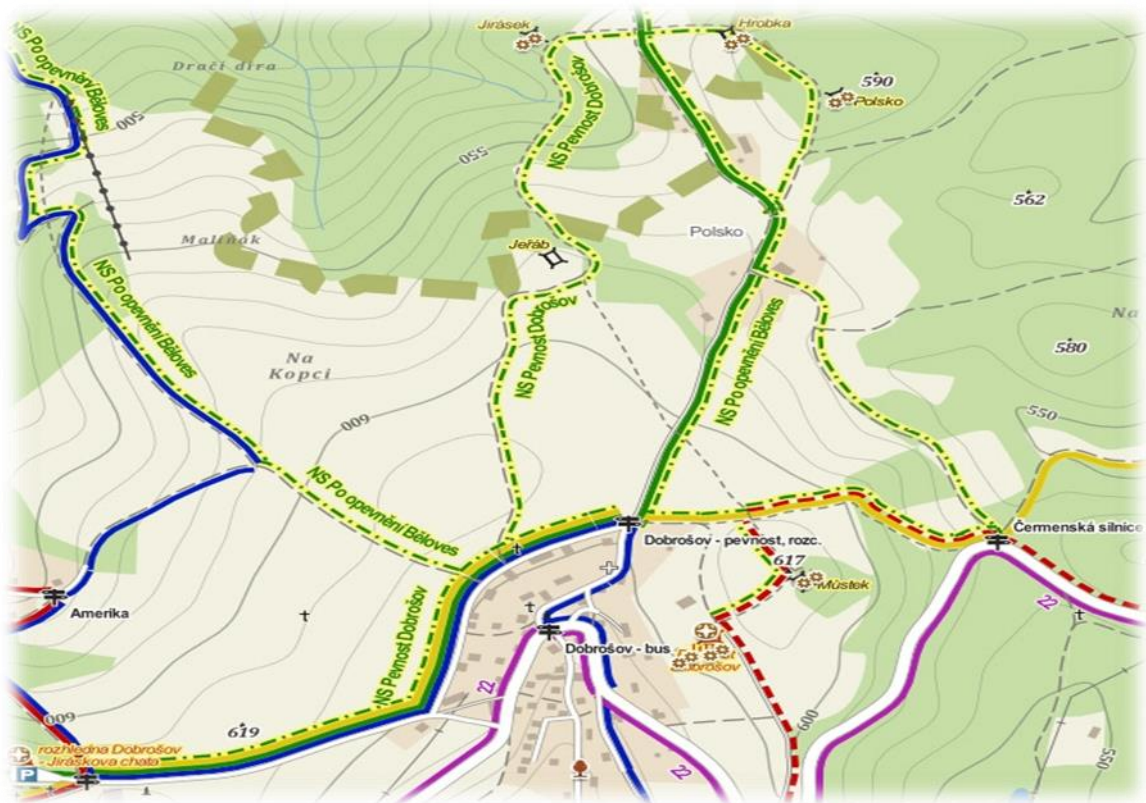 Jirásek
Hrobka
NS Po opevnění Běloves
Dračí díra
590
Polsko
500
550
NS Pevnost Dobrošov
562
Polsko
Maliňák
Jeřáb
NS Po opevnění Běloves
NS Pevnost Dobrošov
NS Po opevnění Běloves
Na
580
Na
Kopci
550
600
NS Po opevnění Běloves
Čermenská silnice
Dobrošov - pevnost, rozc.
617
Můstek
Amerika
22
NS Pevnost Dobrošov
Dobrošov - bus
Dobrošov
22
600
619
600
rozhledna Dobrošov
- Jiráskova chata
P
22
550